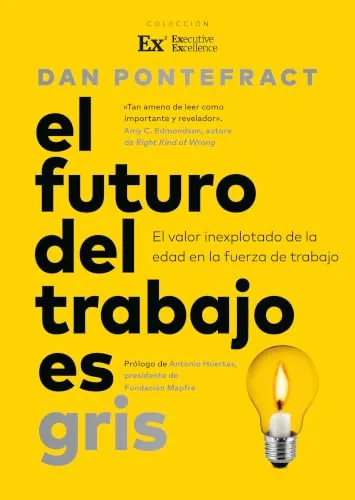 COLECCIÓN
Ex² Executive
Excellence
DAN PONTEFRACT
«Tan ameno de leer como
importante y revelador».
Amy C. Edmondson, autora
de Right Kind of Wrong
el
futuro
del
El valor inexplotado de la
edad en la fuerza de trabajo
trabajo
es
Prólogo de Antonio Huertas,
presidente de
Fundación Mapfre
gris